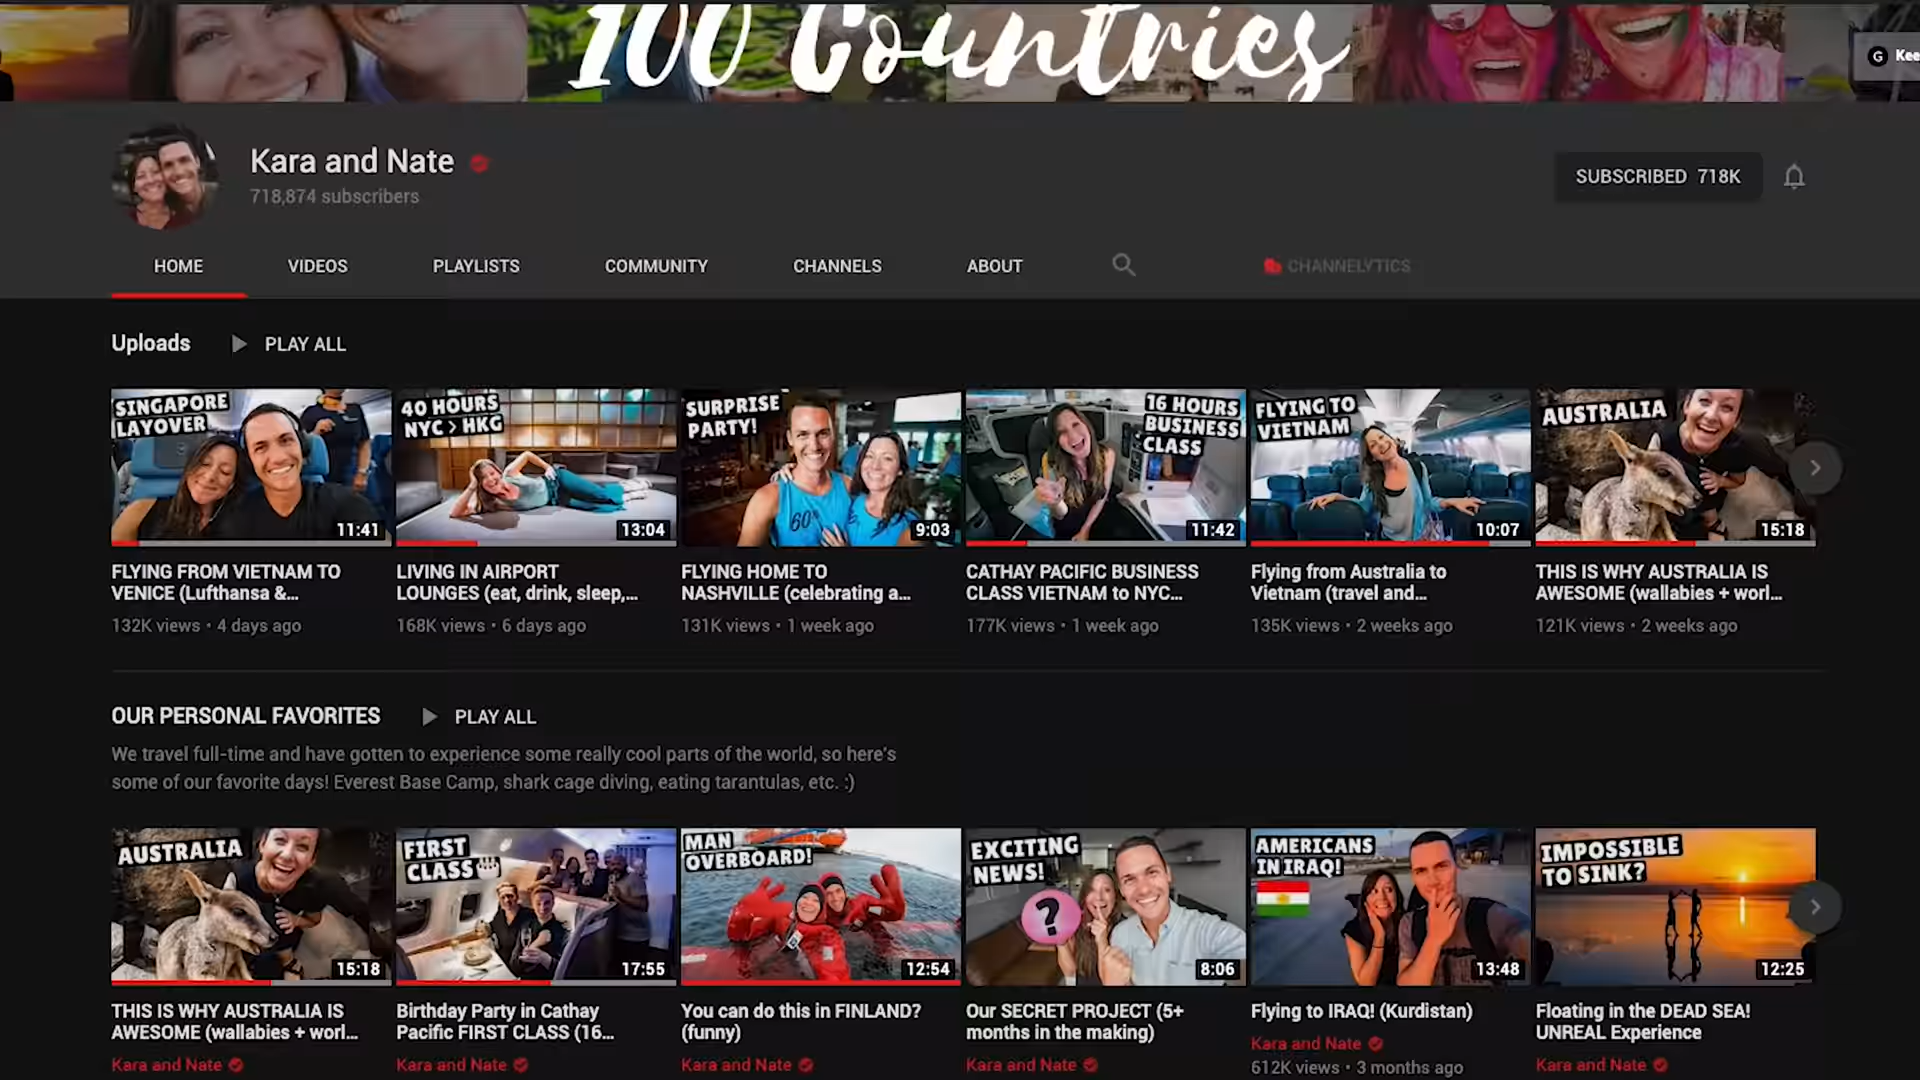 100 Countries
G Kee
Kara and Nate
718,874 subscribers
SUBSCRIBED 718K
HOME VIDEOS PLAYLISTS COMMUNITY CHANNELS ABOUT CHANNELYTICS
Uploads PLAY ALL
SINGAPORE
LAYOVER
11:41
40 HOURS
NYC > HKG
13:04
SURPRISE
PARTY!
60
9:03
16 HOURS
BUSINESS
CLASS
11:42
FLYING TO
VIETNAM
10:07
AUSTRALIA
15:18
FLYING FROM VIETNAM TO
VENICE (Lufthansa &...
132K views • 4 days ago
LIVING IN AIRPORT
LOUNGES (eat, drink, sleep,...
168K views • 6 days ago
FLYING HOME TO
NASHVILLE (celebrating a...
131K views • 1 week ago
CATHAY PACIFIC BUSINESS
CLASS VIETNAM to NYC...
177K views • 1 week ago
Flying from Australia to
Vietnam (travel and...
135K views • 2 weeks ago
THIS IS WHY AUSTRALIA IS
AWESOME (wallabies + worl...
121K views • 2 weeks ago
OUR PERSONAL FAVORITES PLAY ALL
We travel full-time and have gotten to experience some really cool parts of the world, so here's
some of our favorite days! Everest Base Camp, shark cage diving, eating tarantulas, etc. :)
AUSTRALIA
15:18
FIRST
CLASS
17:55
MAN
OVERBOARD!
12:54
EXCITING
NEWS!
?
8:06
AMERICANS
IN IRAQ!
13:48
IMPOSSIBLE
TO SINK?
12:25
THIS IS WHY AUSTRALIA IS
AWESOME (wallabies + worl...
Kara and Nate
Birthday Party in Cathay
Pacific FIRST CLASS (16...
Kara and Nate
You can do this in FINLAND?
(funny)
Kara and Nate
Our SECRET PROJECT (5+
months in the making)
Kara and Nate
Flying to IRAQ! (Kurdistan)
Kara and Nate
612K views • 3 months ago
Floating in the DEAD SEA!
UNREAL Experience
Kara and Nate